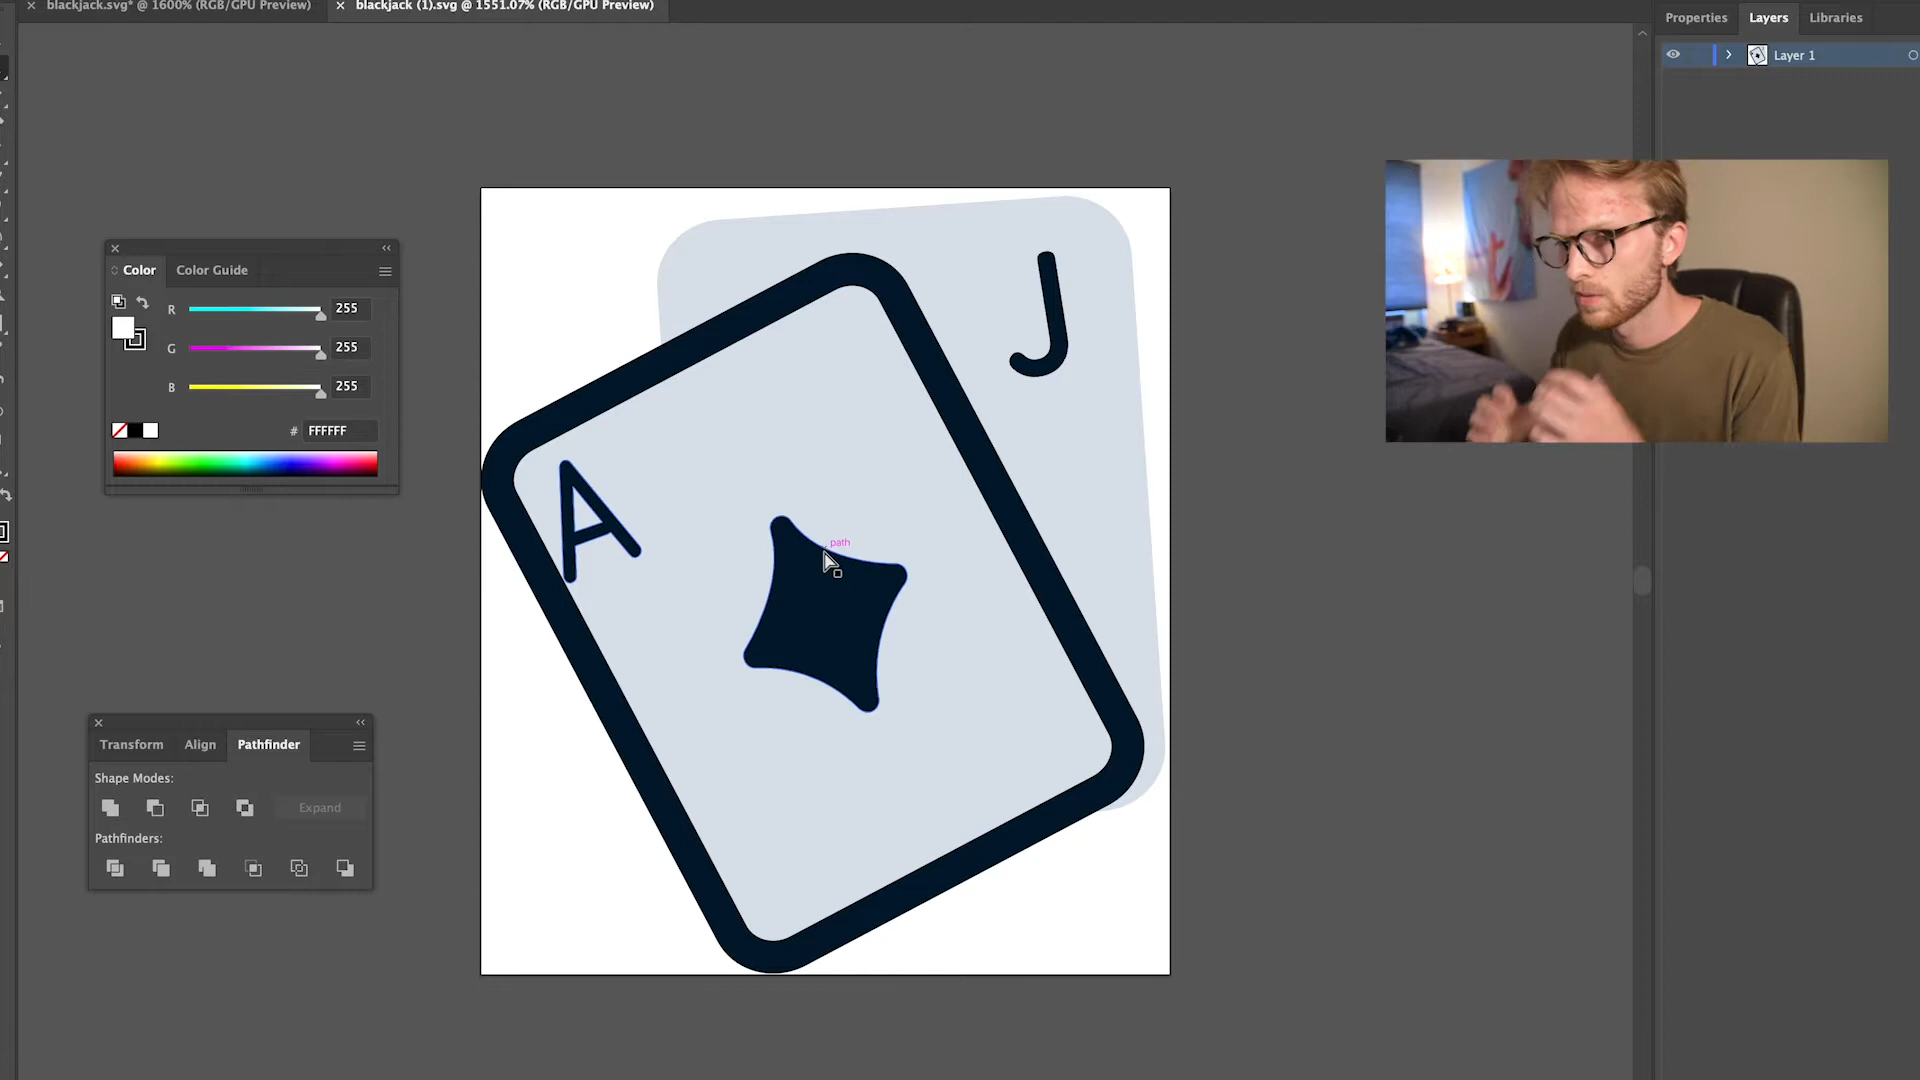 blackjack.svg* @ 1600% (RGB/GPU Preview)
blackjack (1).svg @ 1551.07% (RGB/GPU Preview)
Properties
Layers
Libraries
Layer 1
Color
Color Guide
R
255
G
255
B
255
# FFFFFF
J
A
path
Transform
Align
Pathfinder
Shape Modes:
Expand
Pathfinders: